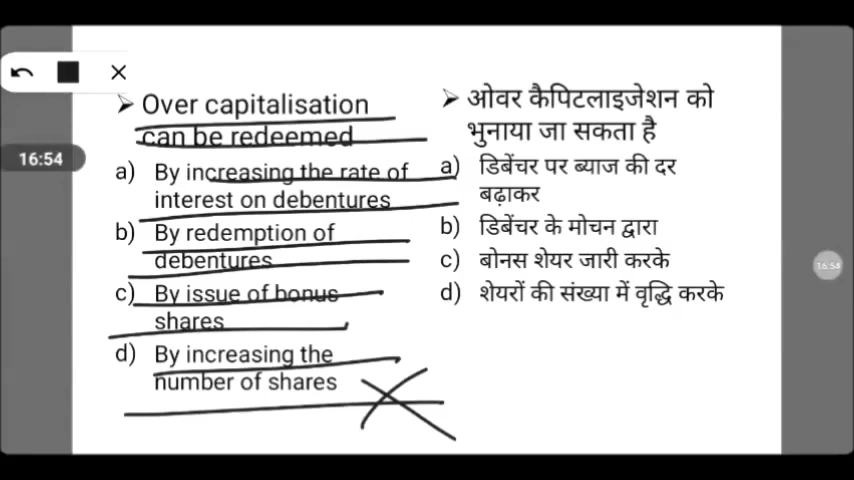 ➢ Over capitalisation
can be redeemed
a) By increasing the rate of
interest on debentures
b) By redemption of
debentures
c) By issue of bonus
shares
d) By increasing the
number of shares
➢ ओवर कैपिटलाइजेशन को
भुनाया जा सकता है
a) डिबेंचर पर ब्याज की दर
बढ़ाकर
b) डिबेंचर के मोचन द्वारा
c) बोनस शेयर जारी करके
d) शेयरों की संख्या में वृद्धि करके
16:54
16:54